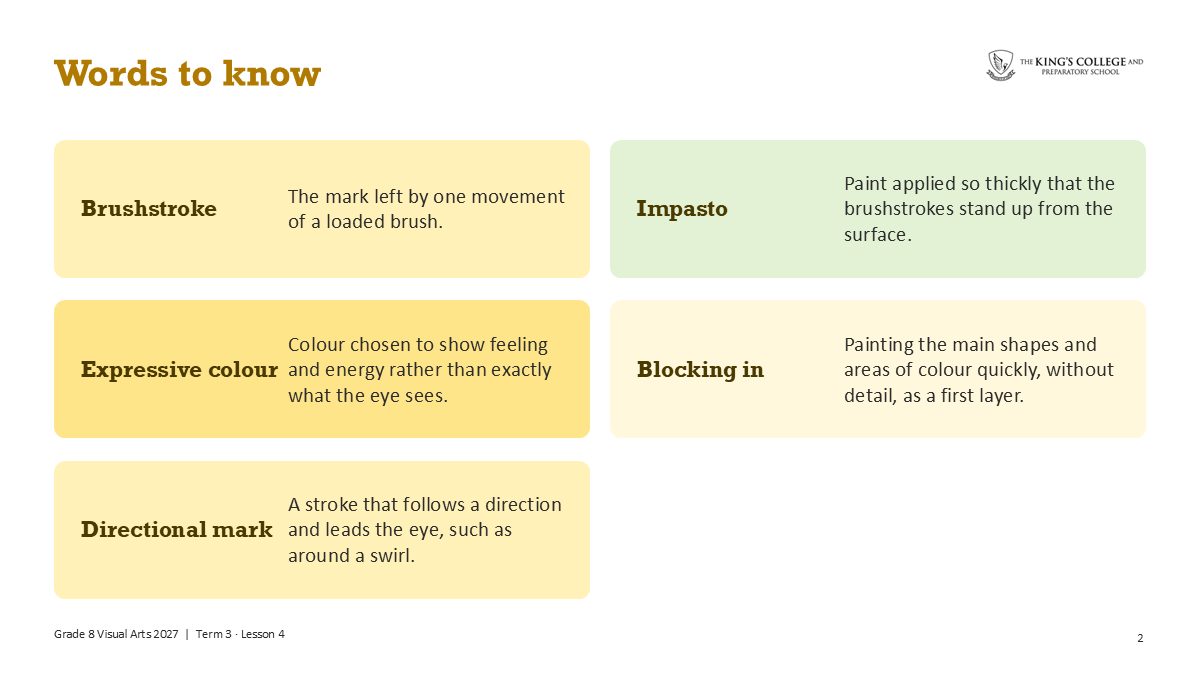 Words to know
THE KING'S COLLEGE AND
PREPARATORY SCHOOL
Brushstroke
The mark left by one movement
of a loaded brush.
Impasto
Paint applied so thickly that the
brushstrokes stand up from the
surface.
Expressive colour
Colour chosen to show feeling
and energy rather than exactly
what the eye sees.
Blocking in
Painting the main shapes and
areas of colour quickly, without
detail, as a first layer.
Directional mark
A stroke that follows a direction
and leads the eye, such as
around a swirl.
Grade 8 Visual Arts 2027 | Term 3 · Lesson 4
2